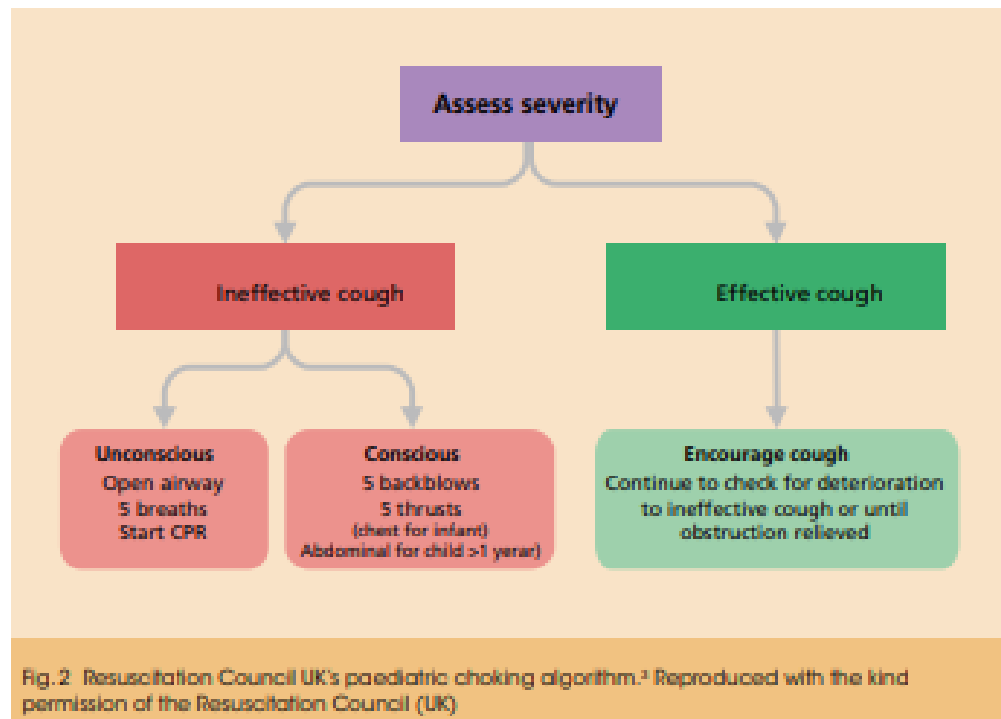 Assess severity
Ineffective cough
Effective cough
Unconscious
Open airway
5 breaths
Start CPR
Conscious
5 backblows
5 thrusts
(chest for infant)
Abdominal for child >1 yerar)
Encourage cough
Continue to check for deterioration
to ineffective cough or until
obstruction relieved
Fig. 2 Resuscitation Council UK's paediatric choking algorithm.³ Reproduced with the kind
permission of the Resuscitation Council (UK)